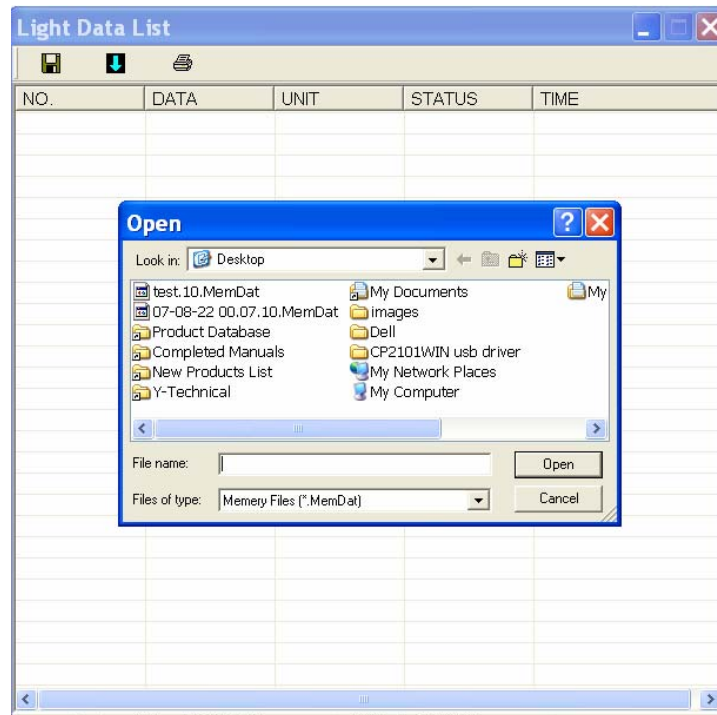 Light Data List
NO. DATA UNIT STATUS TIME
Open
Look in: Desktop
test.10.MemDat My Documents My
07-08-22 00.07.10.MemDat images
Product Database Dell
Completed Manuals CP2101WIN usb driver
New Products List My Network Places
Y-Technical My Computer
File name: Open
Files of type: Memery Files (*.MemDat) Cancel